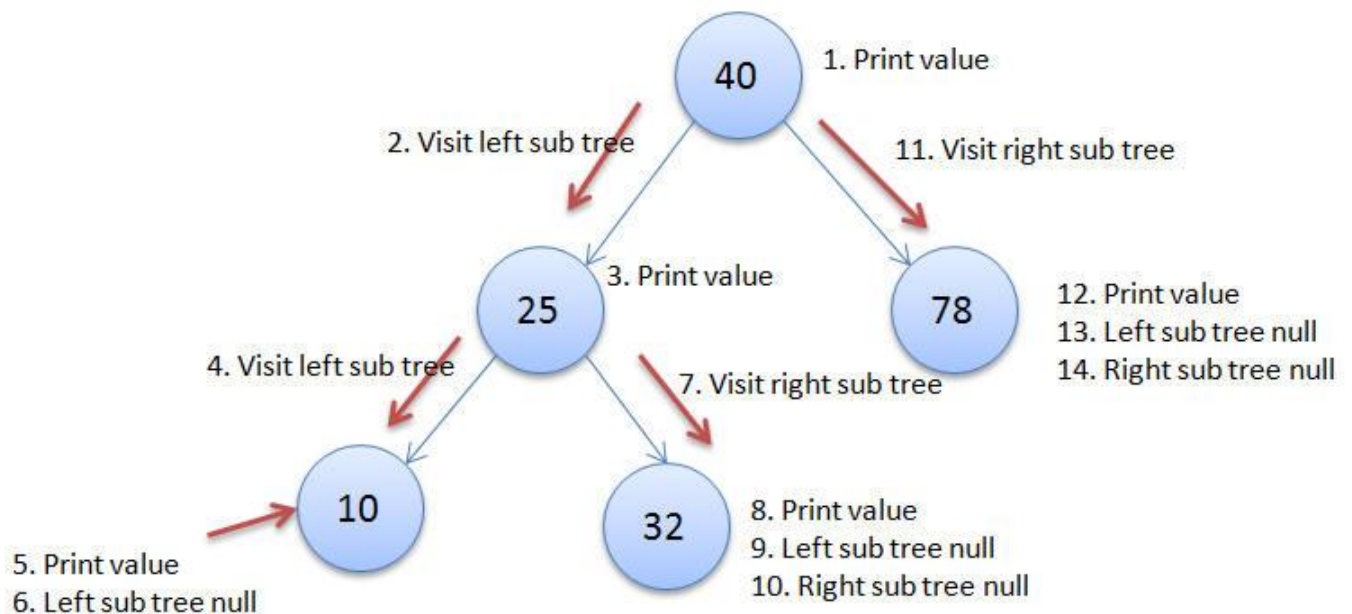 40
1. Print value
2. Visit left sub tree
11. Visit right sub tree
25
3. Print value
78
12. Print value
13. Left sub tree null
14. Right sub tree null
4. Visit left sub tree
7. Visit right sub tree
10
32
8. Print value
9. Left sub tree null
10. Right sub tree null
5. Print value
6. Left sub tree null